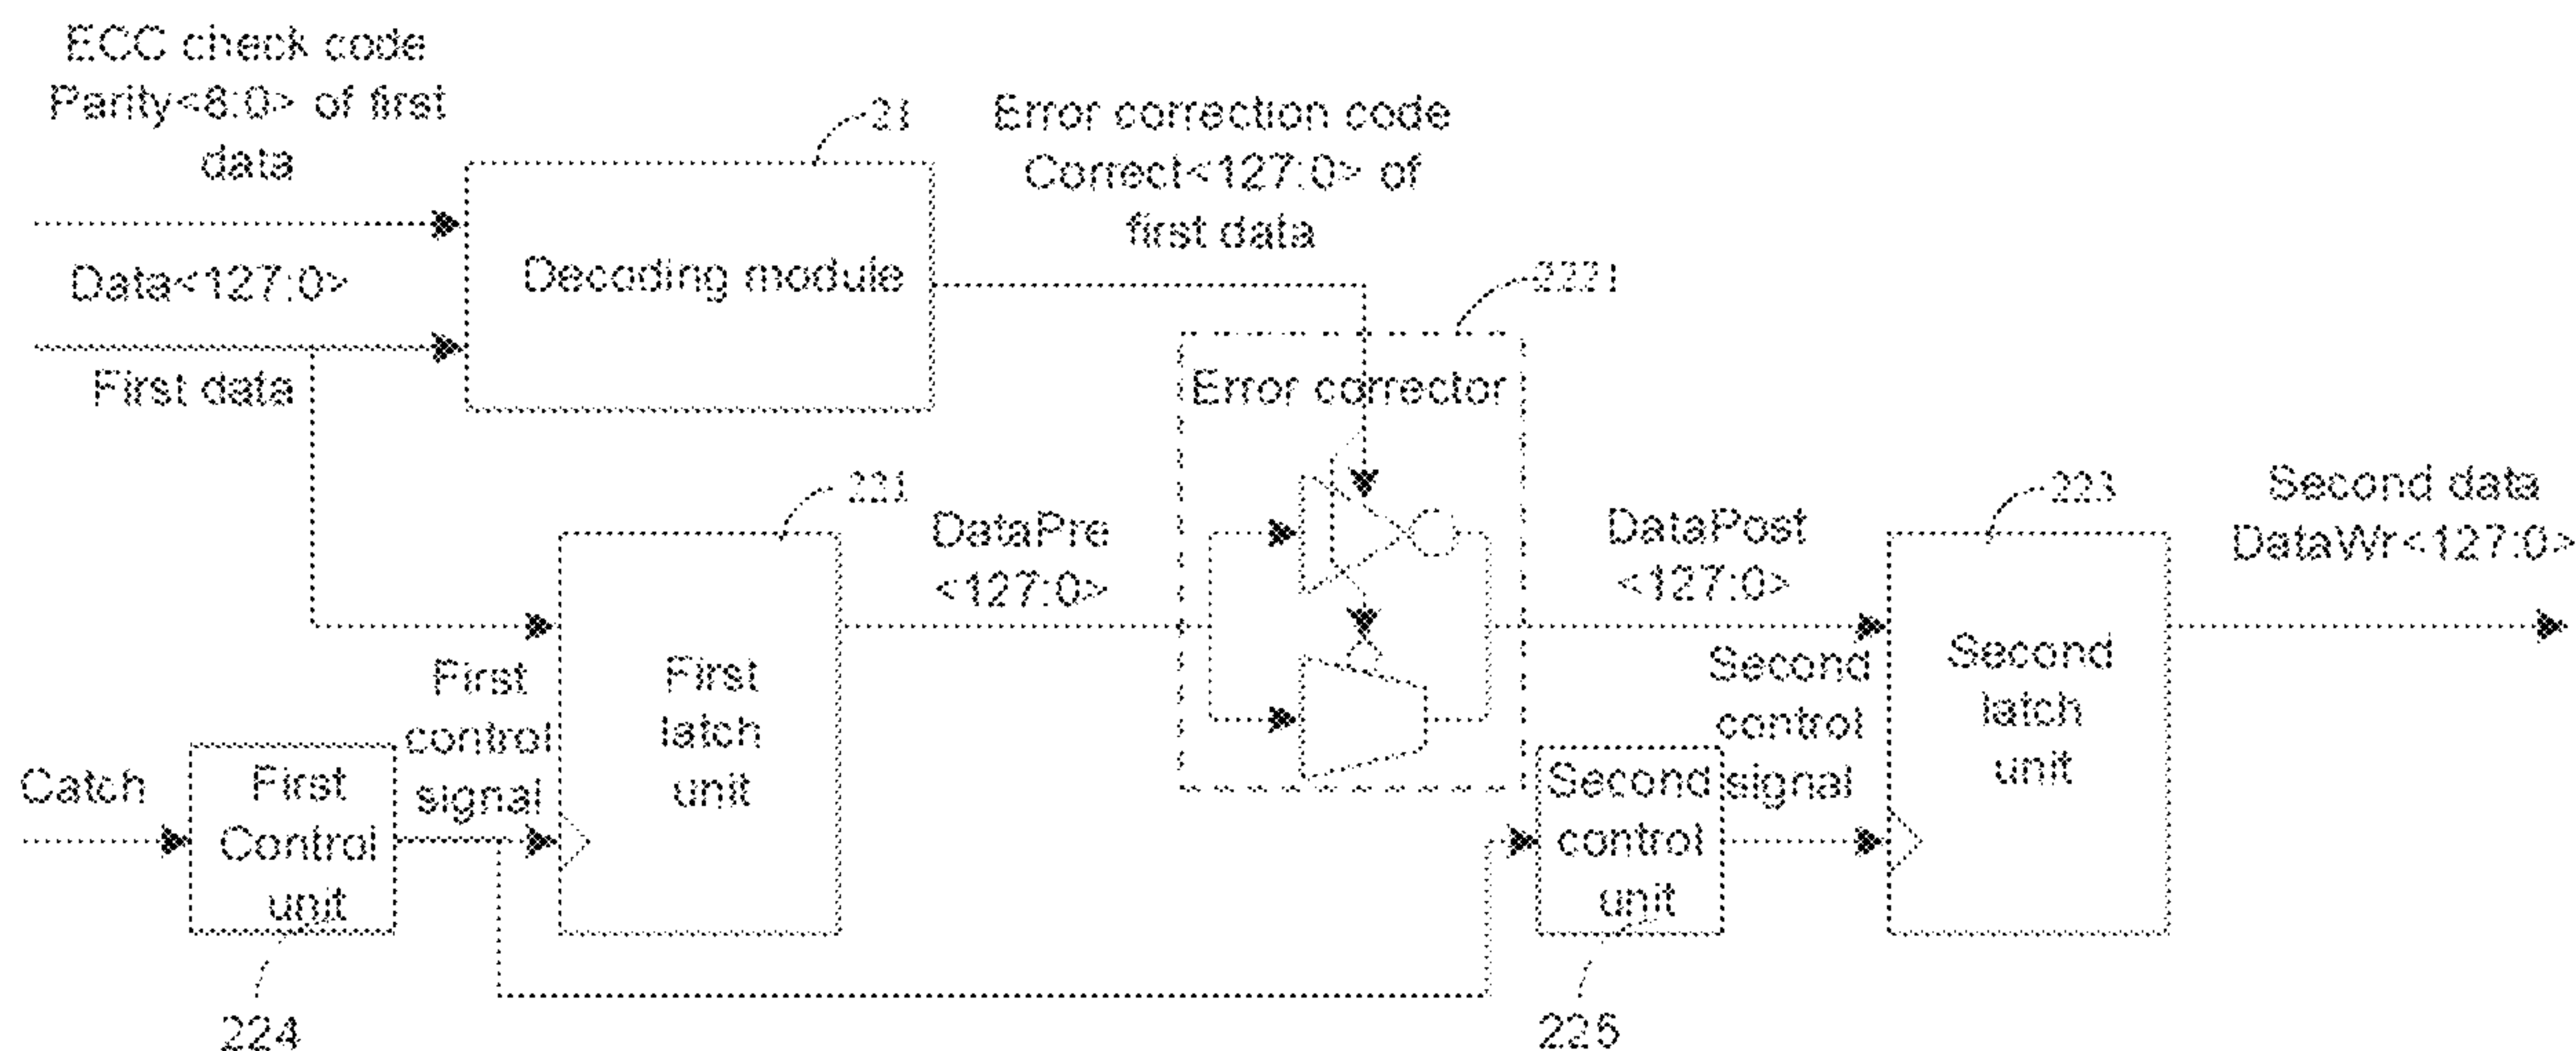 ECC check code
Parity<8:0> of first
data
21
Error correction code
Correct<127:0> of
first data
Data<127:0>
Decoding module
First data
2221
Error corrector
221
DataPre
<127:0>
DataPost
<127:0>
223
Second data
DataWr<127:0>
First
control
signal
First
latch
unit
Second
control
signal
Second
latch
unit
Catch
First
Control
unit
Second
control
unit
224
225